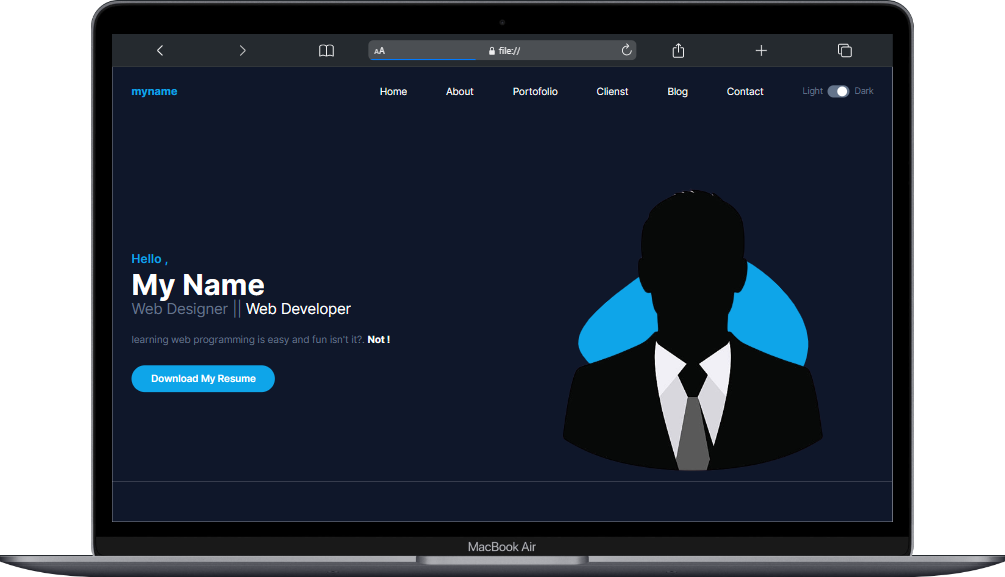 AA file://
myname Home About Portofolio Clienst Blog Contact Light Dark
Hello ,
My Name
Web Designer || Web Developer
learning web programming is easy and fun isn't it?. Not !
Download My Resume
MacBook Air